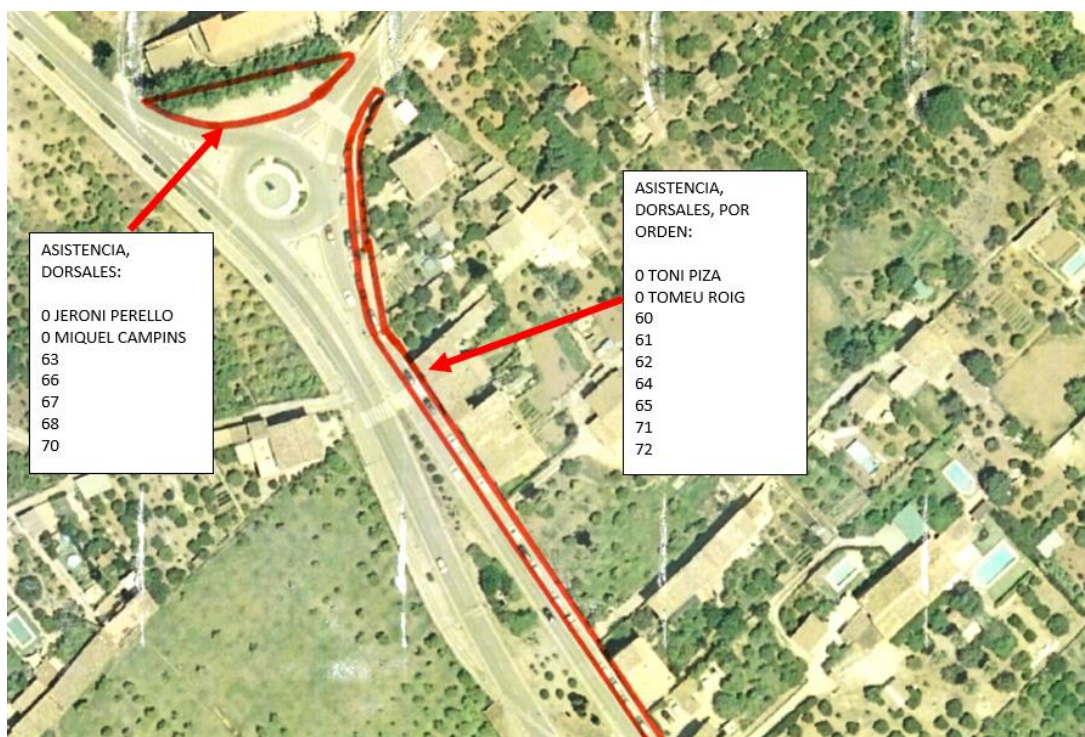 ASISTENCIA,
DORSALES:
0 JERONI PERELLO
0 MIQUEL CAMPINS
63
66
67
68
70
ASISTENCIA,
DORSALES, POR
ORDEN:
0 TONI PIZA
0 TOMEU ROIG
60
61
62
64
65
71
72